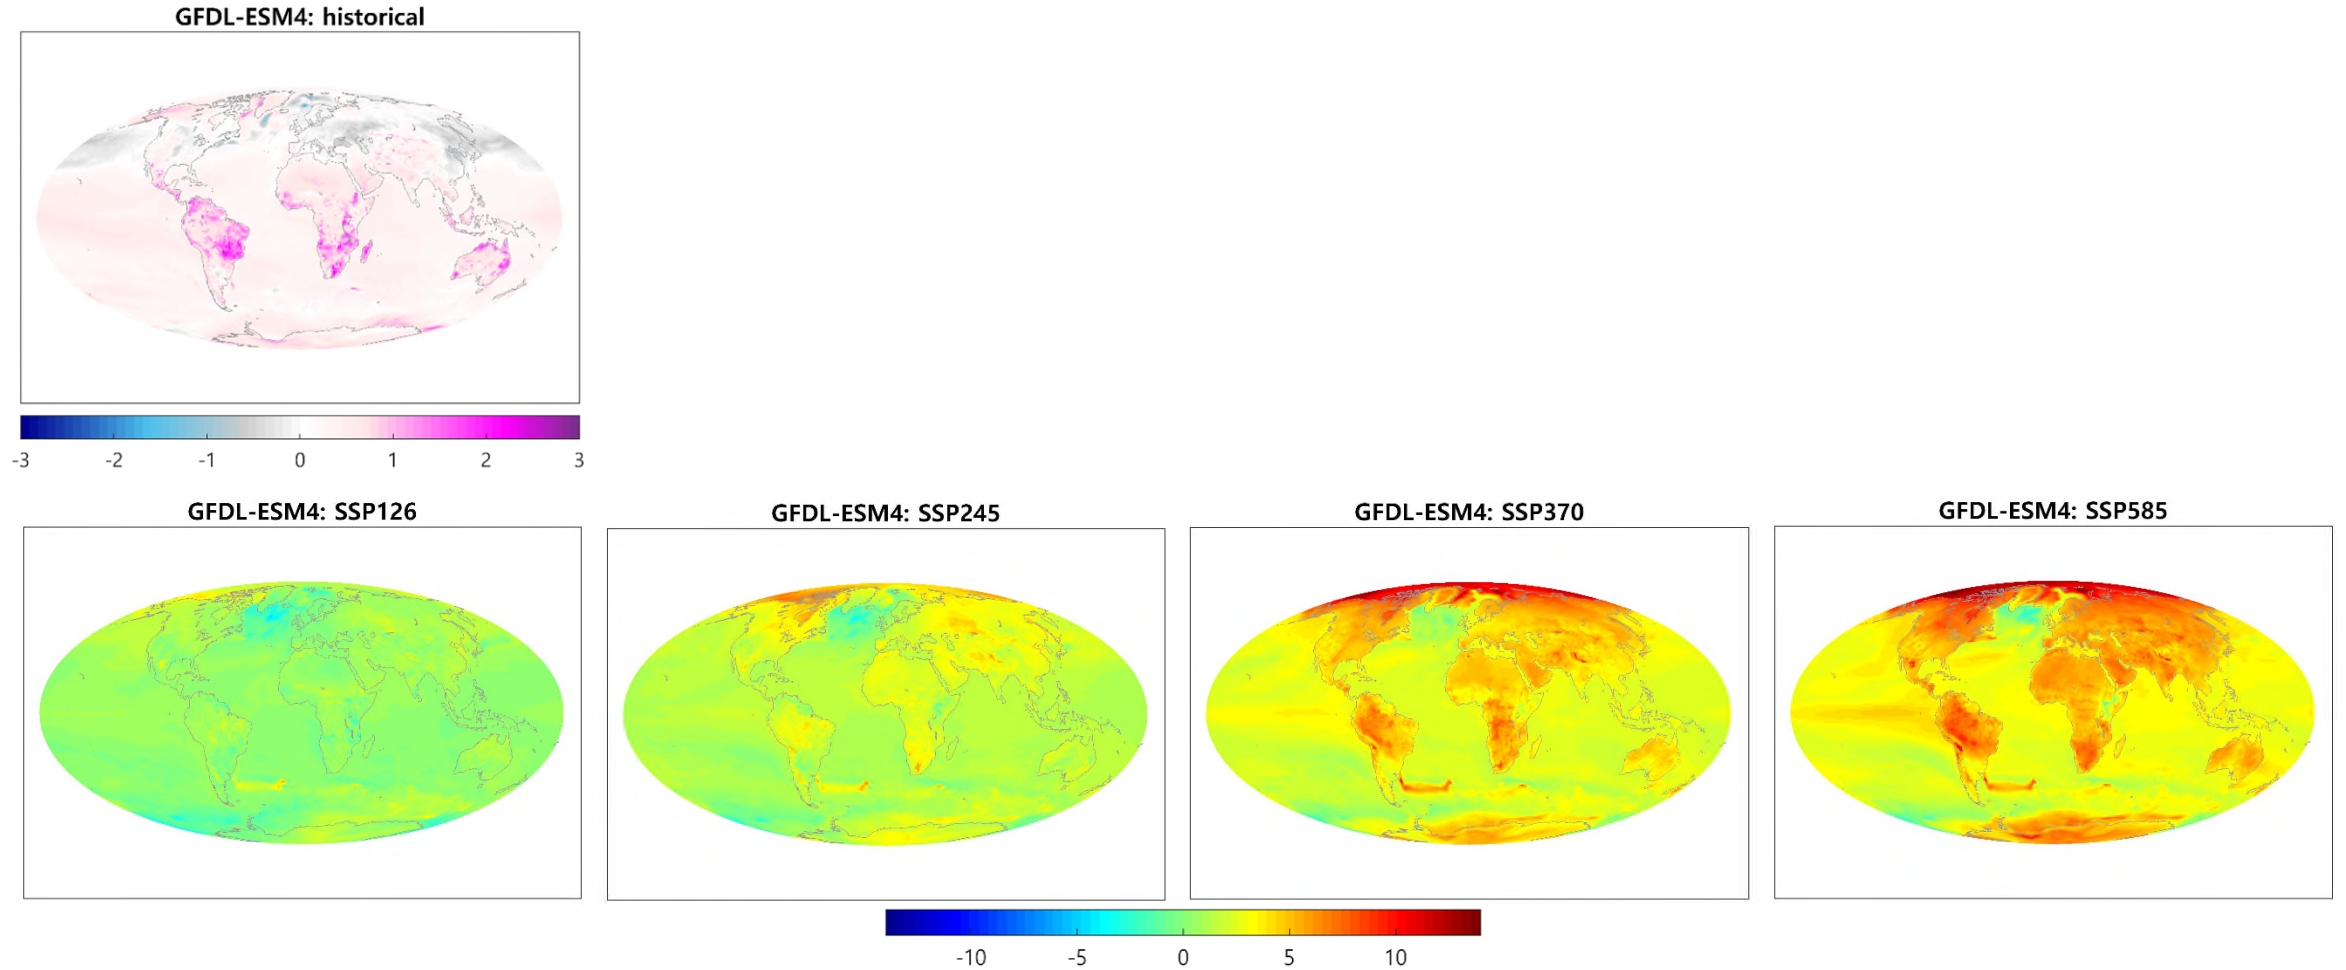 GFDL-ESM4: historical
-3 -2 -1 0 1 2 3
GFDL-ESM4: SSP126
GFDL-ESM4: SSP245
GFDL-ESM4: SSP370
GFDL-ESM4: SSP585
-10 -5 0 5 10